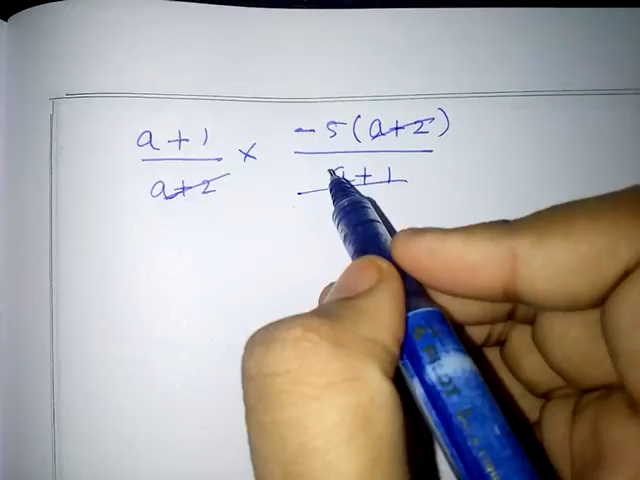 a + 1 / a + 2 × - 5 ( a + 2 ) / a + 1